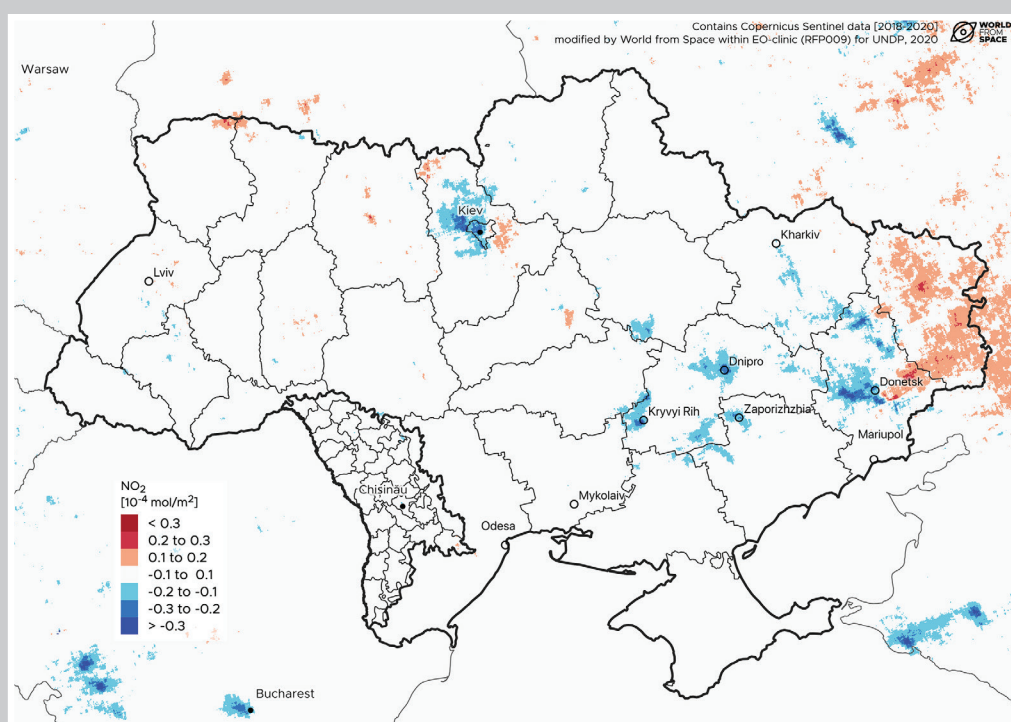 Contains Copernicus Sentinel data [2018-2020]
modified by World from Space within EO-clinic (RFP009) for UNDP, 2020
WORLD
FROM
SPACE
Warsaw
Kiev
Kharkiv
Lviv
Dnipro
Donetsk
Kryvyi Rih
Zaporizhzhia
Mariupol
NO2
[10-4 mol/m2]
< 0.3
0.2 to 0.3
0.1 to 0.2
-0.1 to 0.1
-0.2 to -0.1
-0.3 to -0.2
> -0.3
Chișinău
Mykolaiv
Odesa
Bucharest